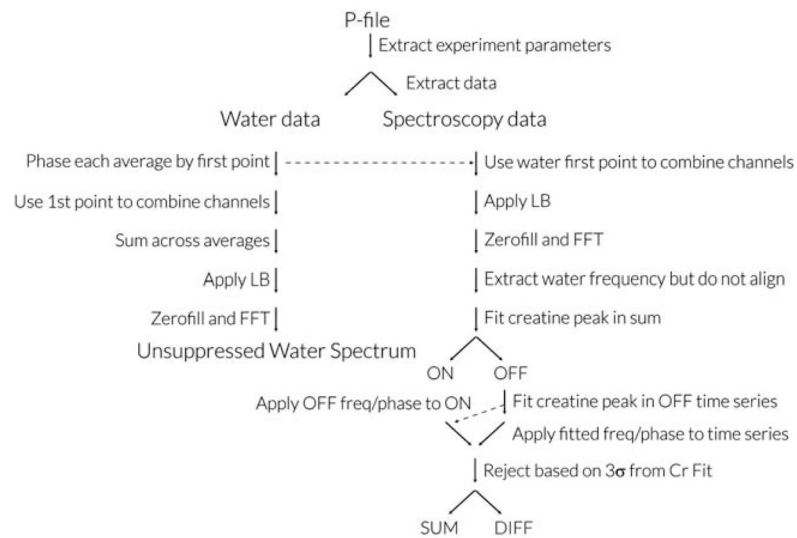 P-file
Extract experiment parameters
Extract data
Water data
Spectroscopy data
Phase each average by first point
Use water first point to combine channels
Use 1st point to combine channels
Apply LB
Sum across averages
Zerofill and FFT
Apply LB
Extract water frequency but do not align
Zerofill and FFT
Fit creatine peak in sum
Unsuppressed Water Spectrum
ON
OFF
Apply OFF freq/phase to ON
Fit creatine peak in OFF time series
Apply fitted freq/phase to time series
Reject based on 3σ from Cr Fit
SUM
DIFF